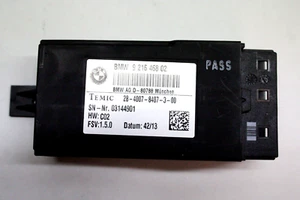 BMW 9 216 458 02
BMW AG D-80788 München
TEMIC
28-4007-8407-3-00
SN-Nr. 03144901
HW: C02
FSV:1.5.0
Datum: 42/13
PASS